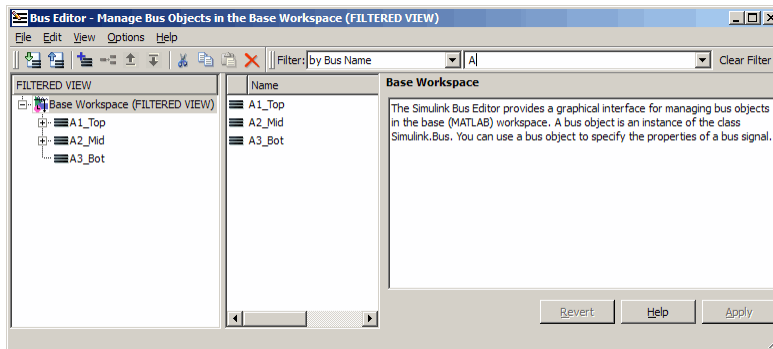 Bus Editor - Manage Bus Objects in the Base Workspace (FILTERED VIEW)
File Edit View Options Help
Filter: by Bus Name A Clear Filter
FILTERED VIEW
Base Workspace (FILTERED VIEW)
A1_Top
A2_Mid
A3_Bot
Name
A1_Top
A2_Mid
A3_Bot
Base Workspace
The Simulink Bus Editor provides a graphical interface for managing bus objects
in the base (MATLAB) workspace. A bus object is an instance of the class
Simulink.Bus. You can use a bus object to specify the properties of a bus signal.
Revert Help Apply